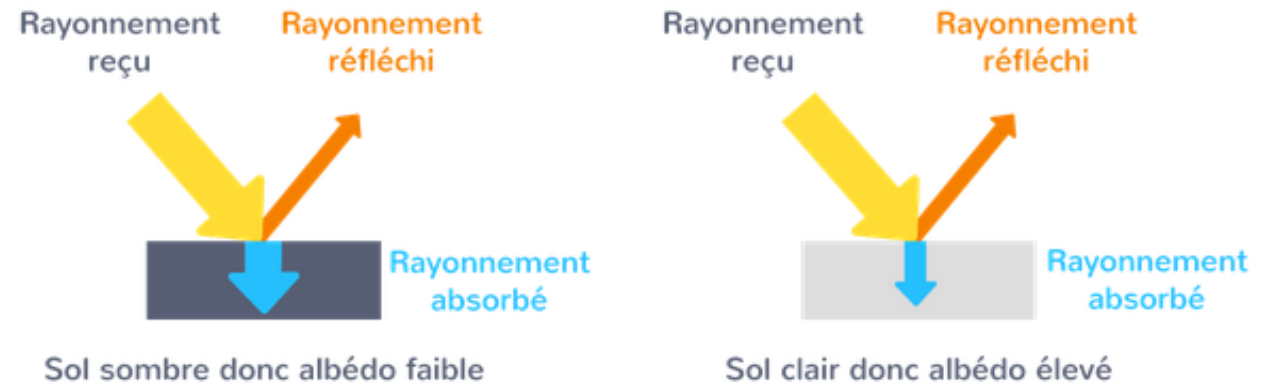 Rayonnement
reçu
Rayonnement
réfléchi
Rayonnement
absorbé
Sol sombre donc albédo faible
Rayonnement
reçu
Rayonnement
réfléchi
Rayonnement
absorbé
Sol clair donc albédo élevé